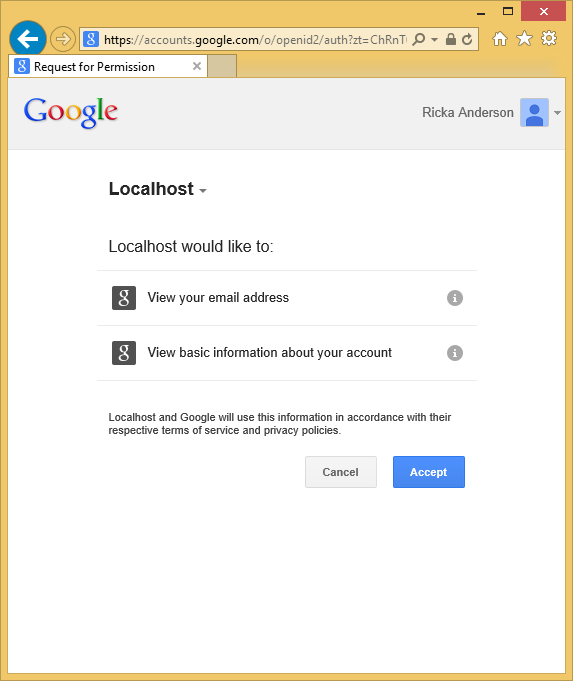 https://accounts.google.com/o/openid2/auth?zt=ChRnT
Request for Permission
Google
Ricka Anderson
Localhost
Localhost would like to:
View your email address
View basic information about your account
Localhost and Google will use this information in accordance with their
respective terms of service and privacy policies.
Cancel
Accept